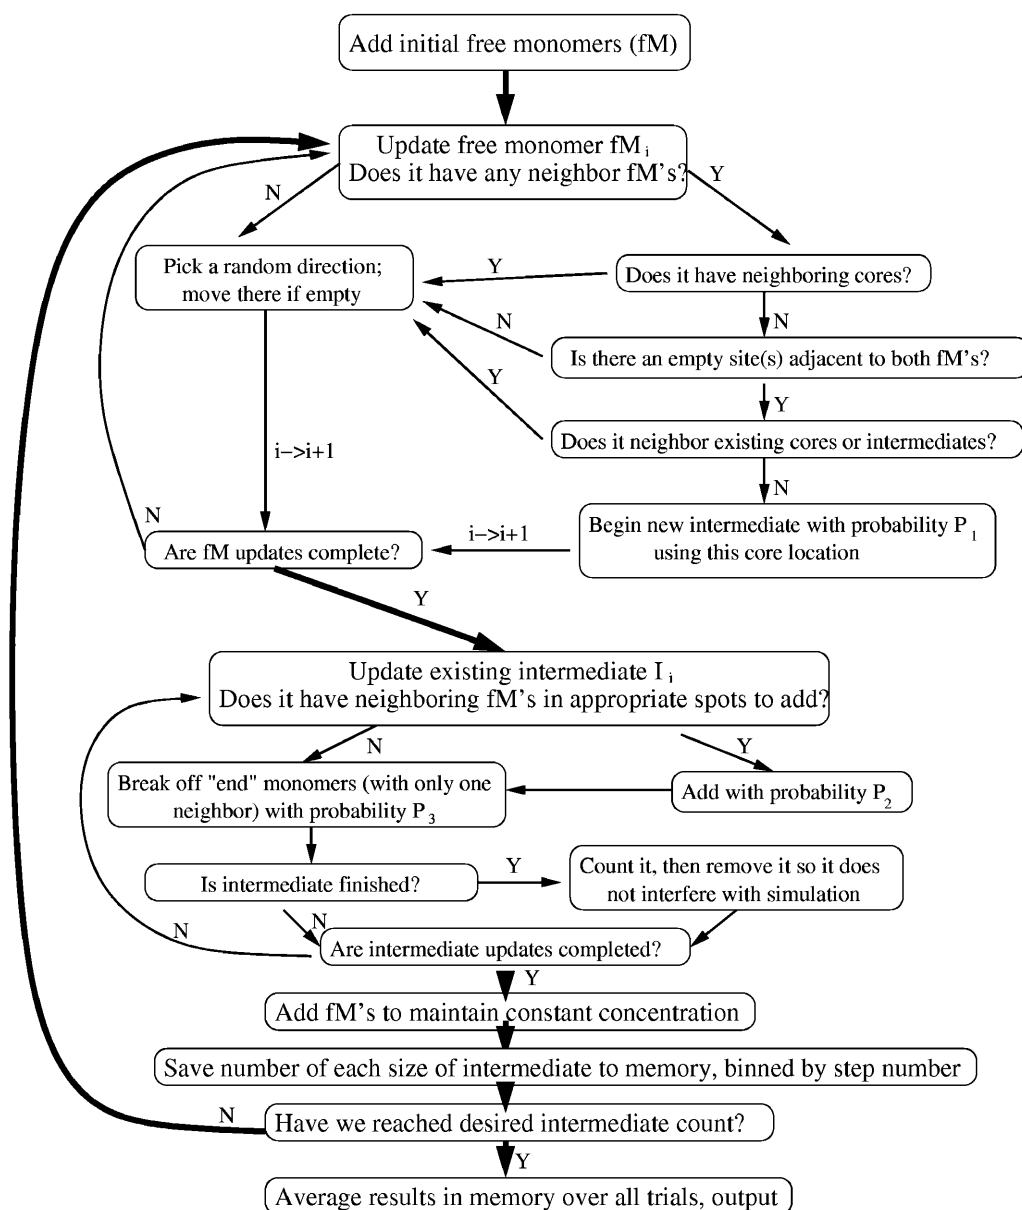 Add initial free monomers (fM)
Update free monomer fM i
Does it have any neighbor fM's?
N
Y
Pick a random direction;
move there if empty
Y
Does it have neighboring cores?
N
N
Is there an empty site(s) adjacent to both fM's?
Y
Y
Does it neighbor existing cores or intermediates?
i->i+1
N
Begin new intermediate with probability P 1
using this core location
N
i->i+1
Are fM updates complete?
Y
Update existing intermediate I i
Does it have neighboring fM's in appropriate spots to add?
N
Y
Break off "end" monomers (with only one
neighbor) with probability P 3
Add with probability P 2
Is intermediate finished?
Y
Count it, then remove it so it does
not interfere with simulation
N
N
Are intermediate updates completed?
Y
Add fM's to maintain constant concentration
Save number of each size of intermediate to memory, binned by step number
N
Have we reached desired intermediate count?
Y
Average results in memory over all trials, output